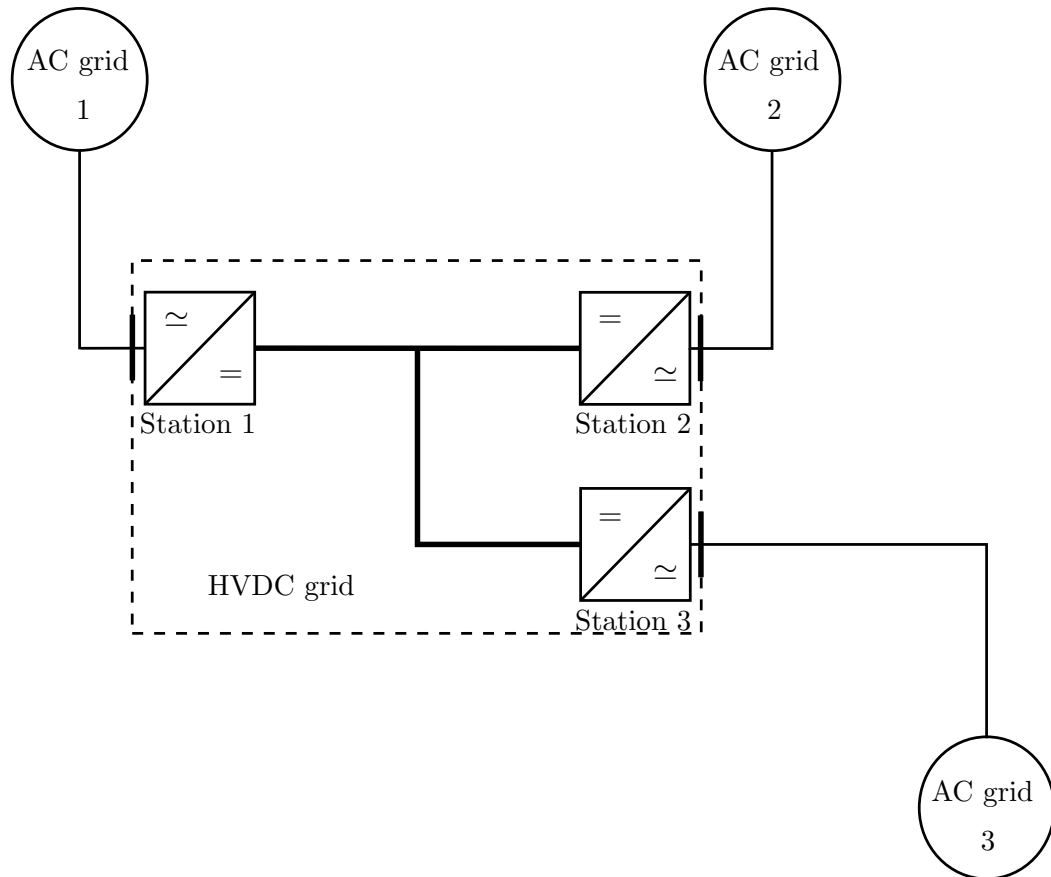 AC grid
1
AC grid
2
≃
=
Station 1
=
≃
Station 2
=
≃
Station 3
HVDC grid
AC grid
3